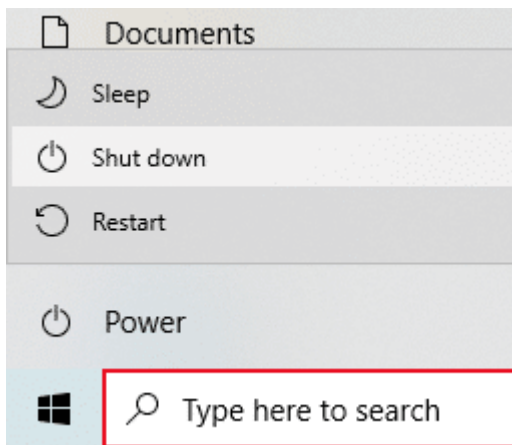 Documents
Sleep
Shut down
Restart
Power
Type here to search